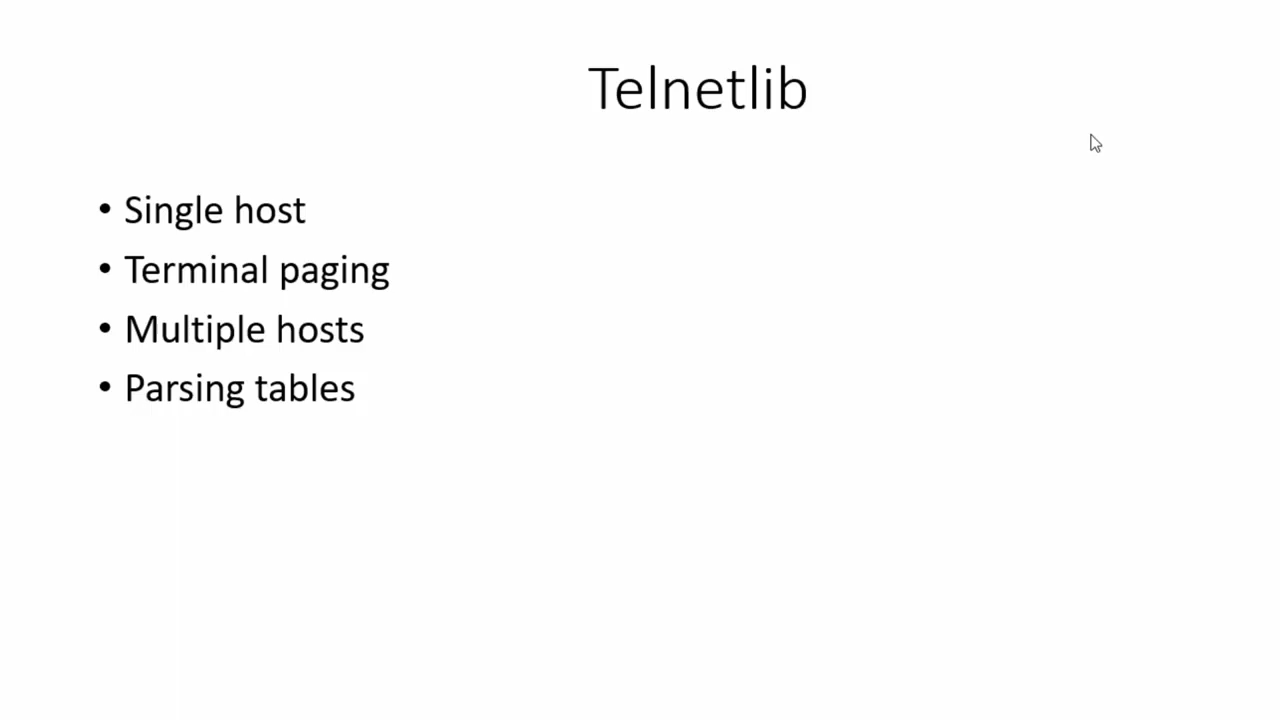 Telnetlib
• Single host
• Terminal paging
• Multiple hosts
• Parsing tables